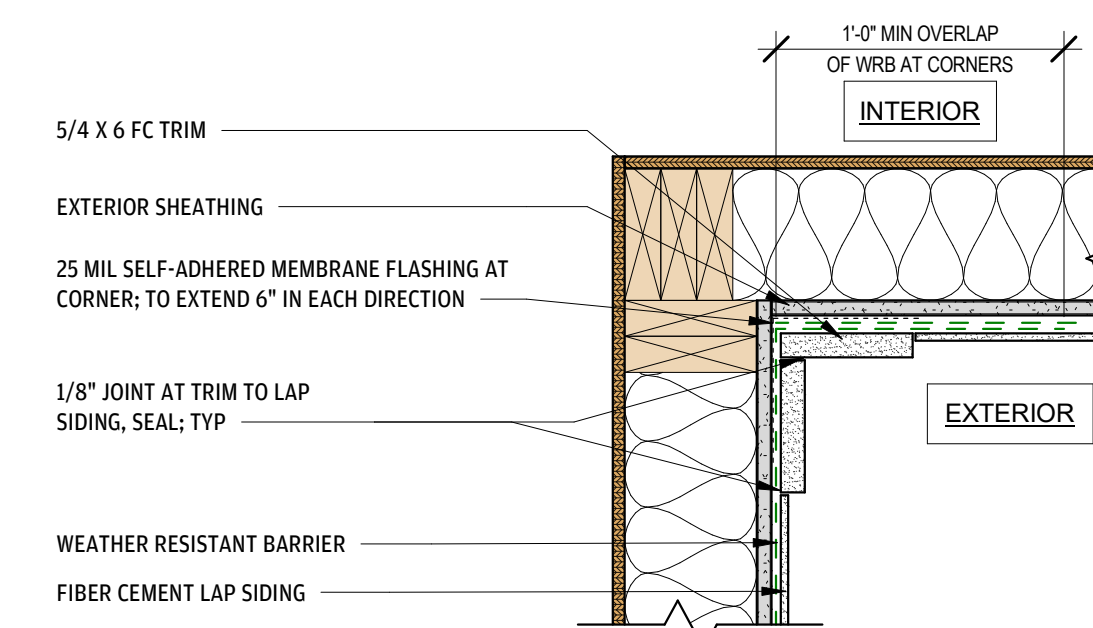 1'-0" MIN OVERLAP
OF WRB AT CORNERS
INTERIOR
5/4 X 6 FC TRIM
EXTERIOR SHEATHING
25 MIL SELF-ADHERED MEMBRANE FLASHING AT
CORNER; TO EXTEND 6" IN EACH DIRECTION
1/8" JOINT AT TRIM TO LAP
SIDING, SEAL; TYP
EXTERIOR
WEATHER RESISTANT BARRIER
FIBER CEMENT LAP SIDING